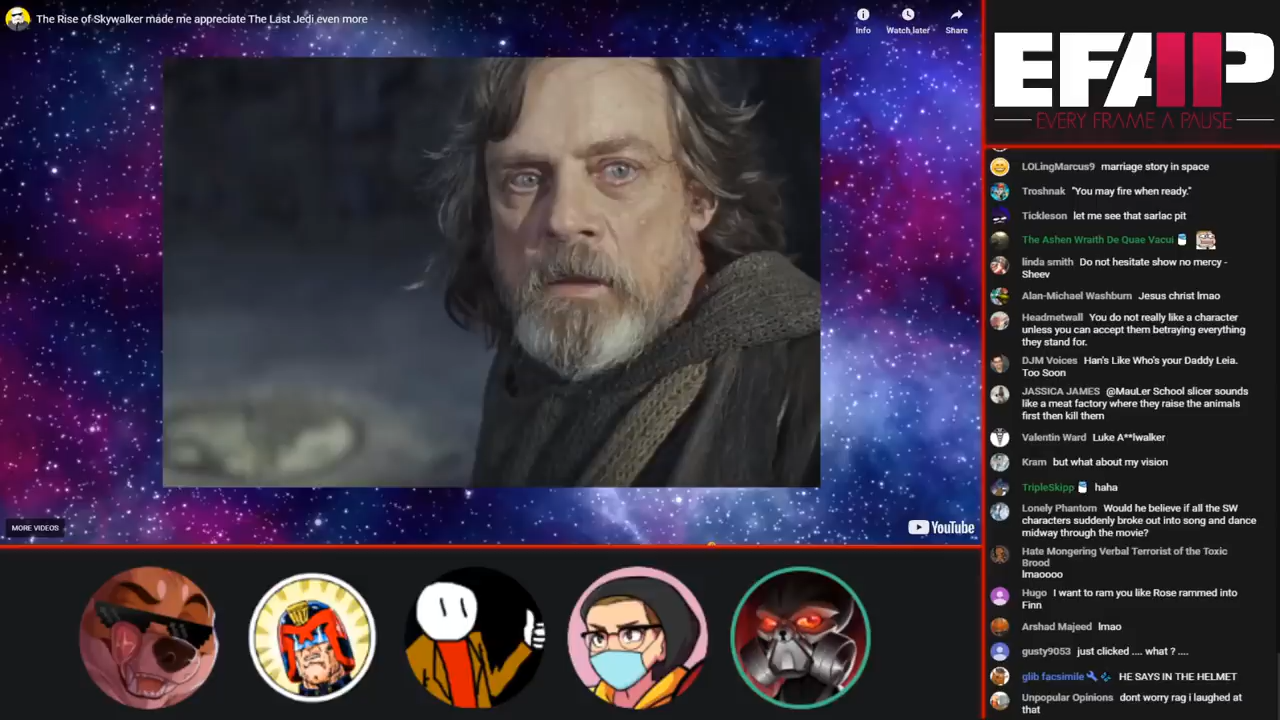 The Rise of Skywalker made me appreciate The Last Jedi even more
Info
Watch later
Share
MORE VIDEOS
YouTube
EFAP
EVERY FRAME A PAUSE
LOLingMarcus9 marriage story in space
Troshnak "You may fire when ready."
Tickleson let me see that sarlac pit
The Ashen Wraith De Quae Vacui
linda smith Do not hesitate show no mercy -
Sheev
Alan-Michael Washburn Jesus christ lmao
Headmetwall You do not really like a character
unless you can accept them betraying everything
they stand for.
DJM Voices Han's Like Who's your Daddy Leia.
Too Soon
JASSICA JAMES @MauLer School slicer sounds
like a meat factory where they raise the animals
first then kill them
Valentin Ward Luke A**lwalker
Kram but what about my vision
TripleSkipp haha
Lonely Phantom Would he believe if all the SW
characters suddenly broke out into song and dance
midway through the movie?
Hate Mongering Verbal Terrorist of the Toxic
Brood
lmaoooo
Hugo I want to ram you like Rose rammed into
Finn
Arshad Majeed lmao
gusty9053 just clicked .... what ? ....
glib facsimile HE SAYS IN THE HELMET
Unpopular Opinions dont worry rag i laughed at
that